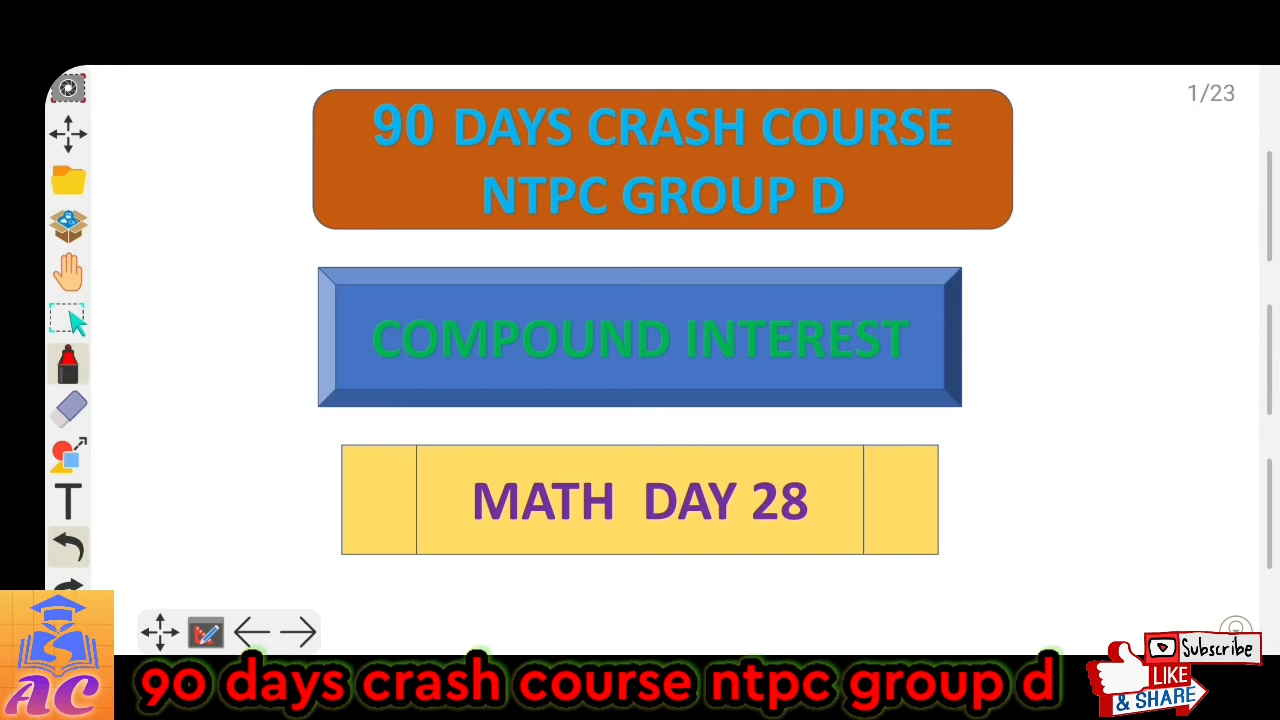 1/23
90 DAYS CRASH COURSE
NTPC GROUP D
COMPOUND INTEREST
MATH DAY 28
T
AC
90 days crash course ntpc group d
Subscribe
LIKE
& SHARE